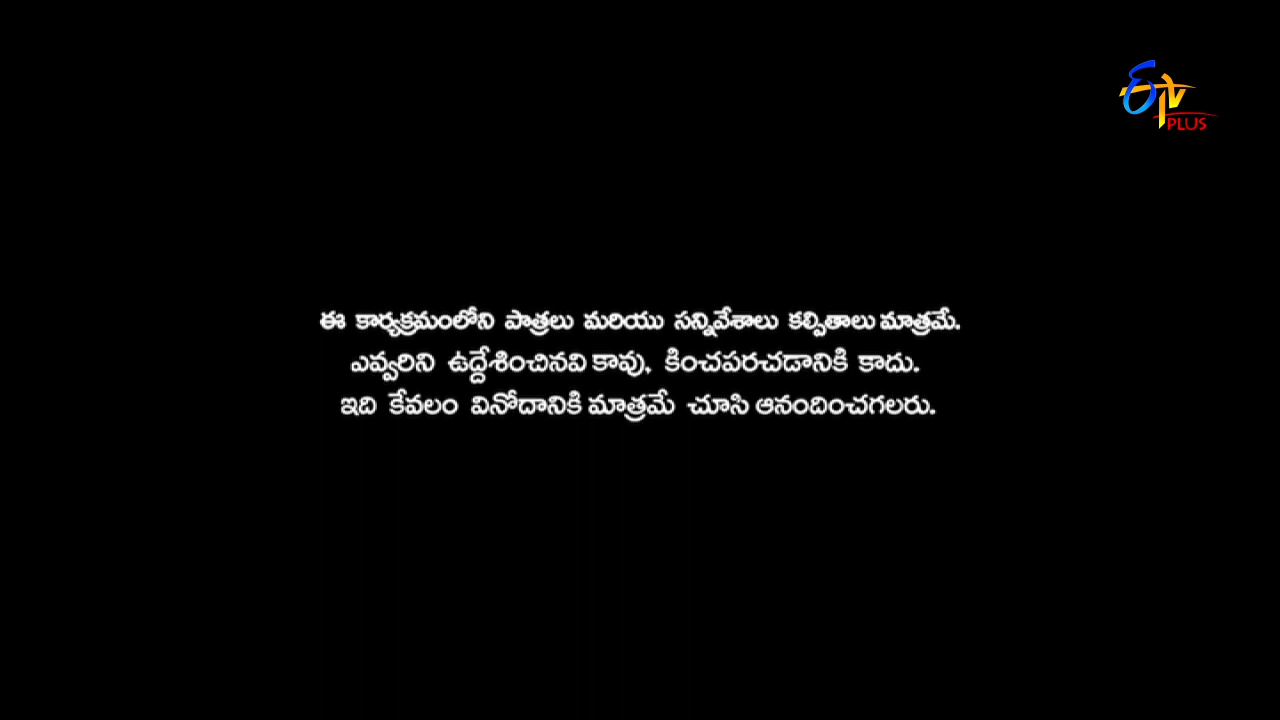 ETV
PLUS
ఈ కార్యక్రమంలోని పాత్రలు మరియు సన్నివేశాలు కల్పితాలు మాత్రమే.
ఎవ్వరిని ఉద్దేశించినవి కావు, కించపరచడానికి కాదు.
ఇది కేవలం వినోదానికి మాత్రమే చూసి ఆనందించగలరు.